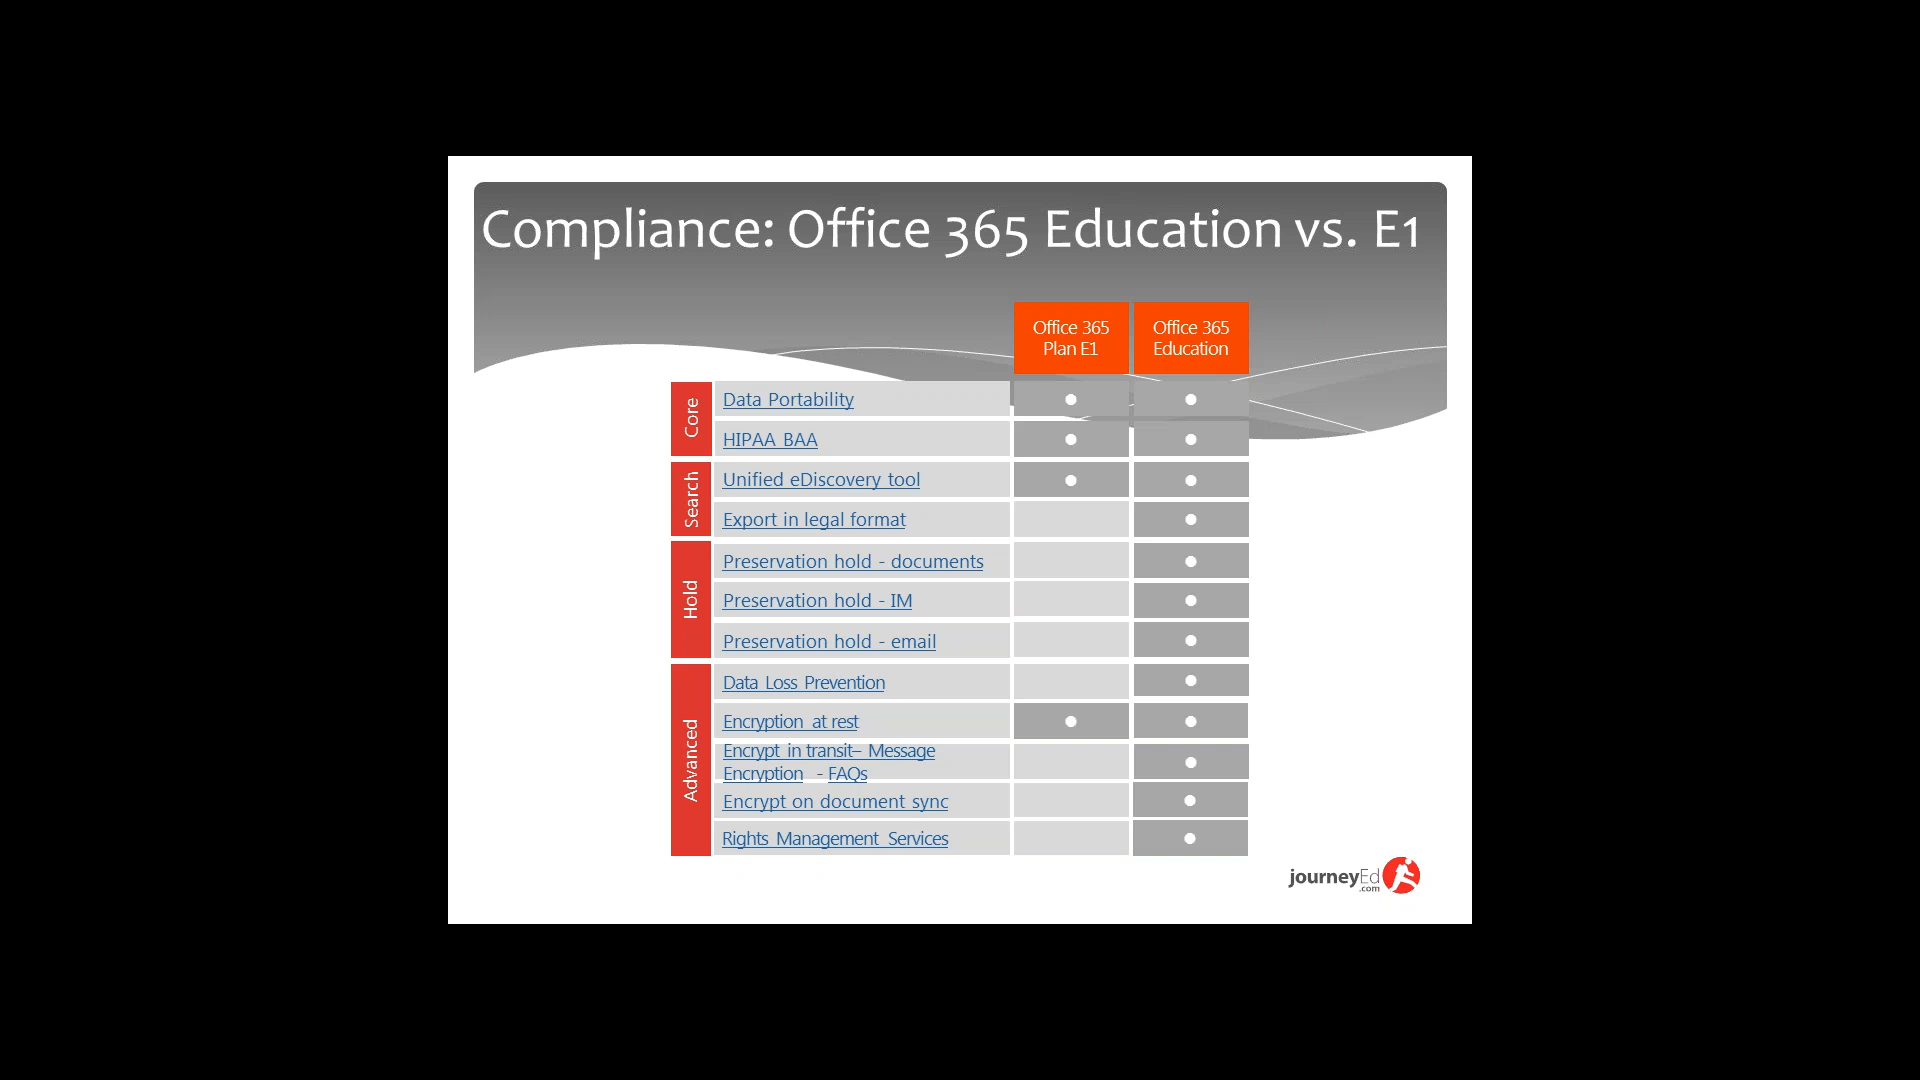 Compliance: Office 365 Education vs. E1
Office 365
Plan E1
Office 365
Education
Core
Data Portability
HIPAA BAA
Search
Unified eDiscovery tool
Export in legal format
Hold
Preservation hold - documents
Preservation hold - IM
Preservation hold - email
Advanced
Data Loss Prevention
Encryption at rest
Encrypt in transit– Message
Encryption - FAQs
Encrypt on document sync
Rights Management Services
journeyEd
.com